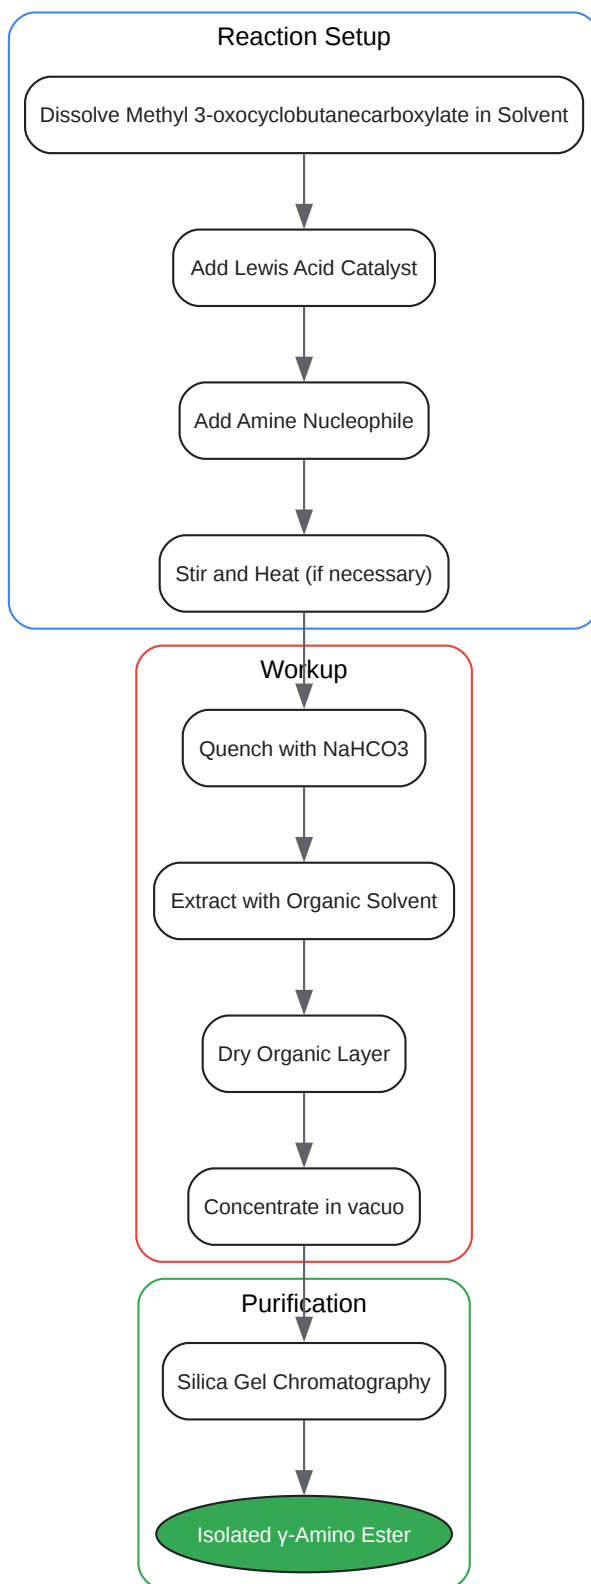 Reaction Setup
Dissolve Methyl 3-oxocyclobutanecarboxylate in Solvent
Add Lewis Acid Catalyst
Add Amine Nucleophile
Stir and Heat (if necessary)
Workup
Quench with NaHCO3
Extract with Organic Solvent
Dry Organic Layer
Concentrate in vacuo
Purification
Silica Gel Chromatography
Isolated γ-Amino Ester